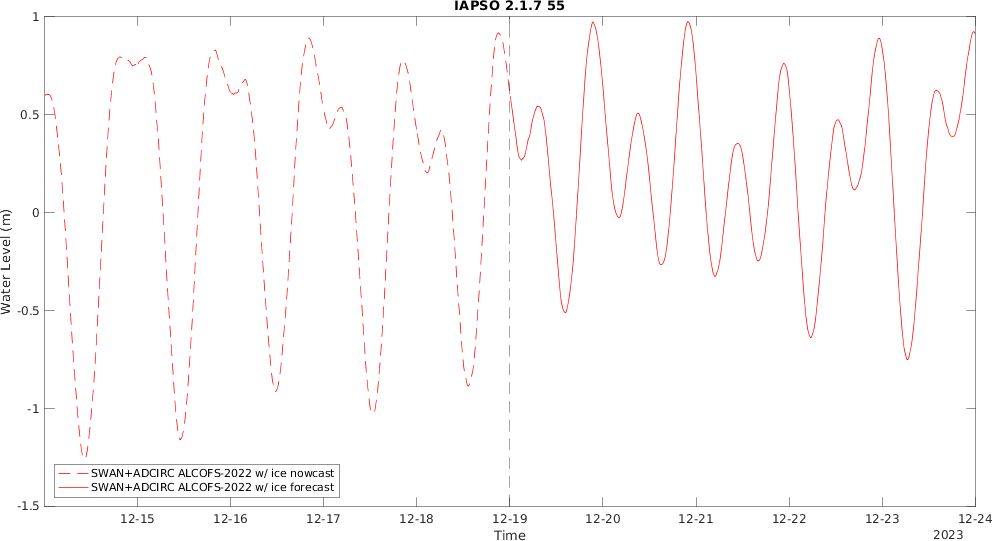 IAPSO 2.1.7 55
1
0.5
0
-0.5
-1
-1.5
Water Level (m)
SWAN+ADCIRC ALCOFS-2022 w/ ice nowcast
SWAN+ADCIRC ALCOFS-2022 w/ ice forecast
12-15 12-16 12-17 12-18 12-19 12-20 12-21 12-22 12-23 12-24
Time
2023